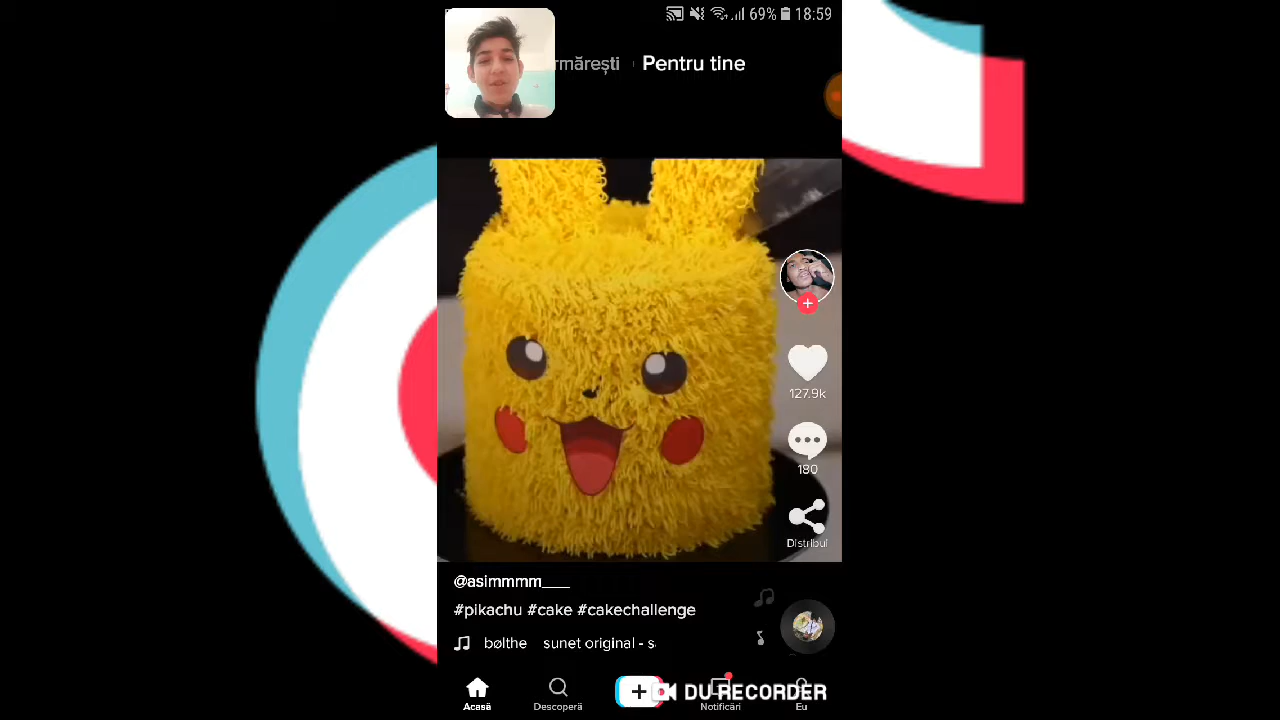 69% 18:59
mărești Pentru tine
127.9k
180
Distribui
@asimmmm___
#pikachu #cake #cakechallenge
bølthe sunet original - s
DU RECORDER
Acasă Descoperă Notificări Eu